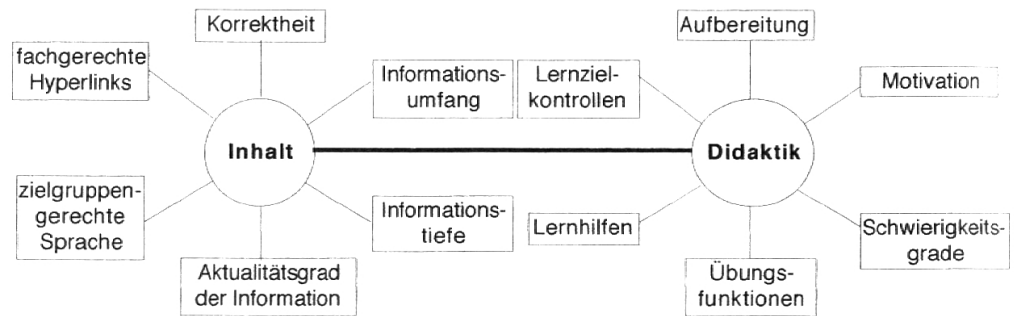 Korrektheit
fachgerechte
Hyperlinks
Informations-
umfang
Inhalt
zielgruppen-
gerechte
Sprache
Informations-
tiefe
Aktualitätsgrad
der Information
Aufbereitung
Lernziel-
kontrollen
Motivation
Didaktik
Lernhilfen
Schwierigkeits-
grade
Übungs-
funktionen